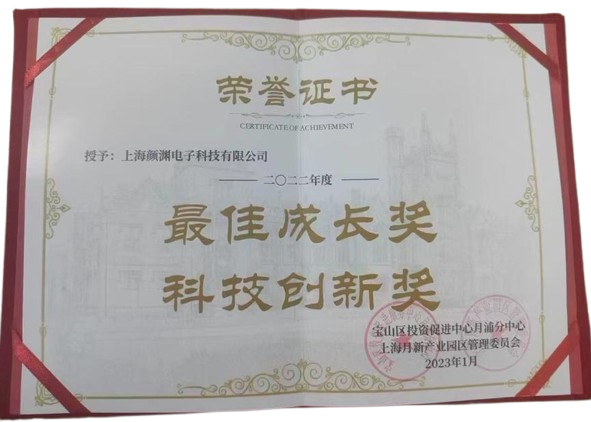 荣誉证书
CERTIFICATE OF ACHIEVEMENT
授予：上海颜渊电子科技有限公司
二〇二二年度
最佳成长奖
科技创新奖
宝山区投资促进中心月浦分中心
上海月新产业园区管理委员会
2023年1月